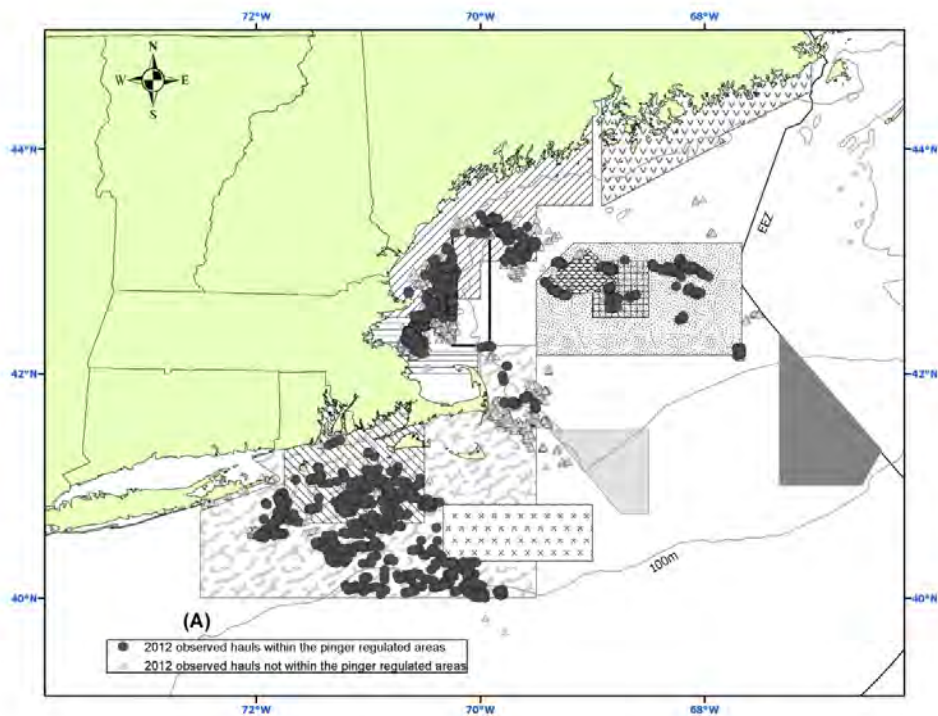 72°W 70°W 68°W
N
W E
S
44°N 44°N
EEZ
42°N 42°N
100m
40°N 40°N
(A)
2012 observed hauls within the pinger regulated areas
2012 observed hauls not within the pinger regulated areas
72°W 70°W 68°W